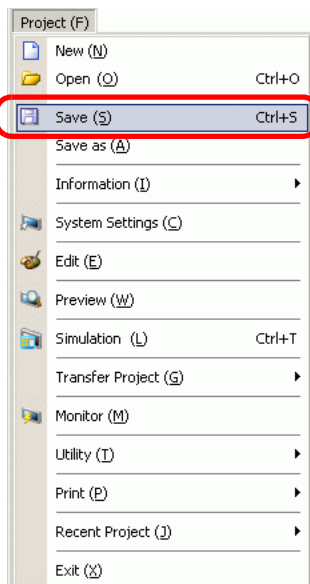 Project (F)
New (N)
Open (O) Ctrl+O
Save (S) Ctrl+S
Save as (A)
Information (I)
System Settings (C)
Edit (E)
Preview (W)
Simulation (L) Ctrl+T
Transfer Project (G)
Monitor (M)
Utility (T)
Print (P)
Recent Project (J)
Exit (X)